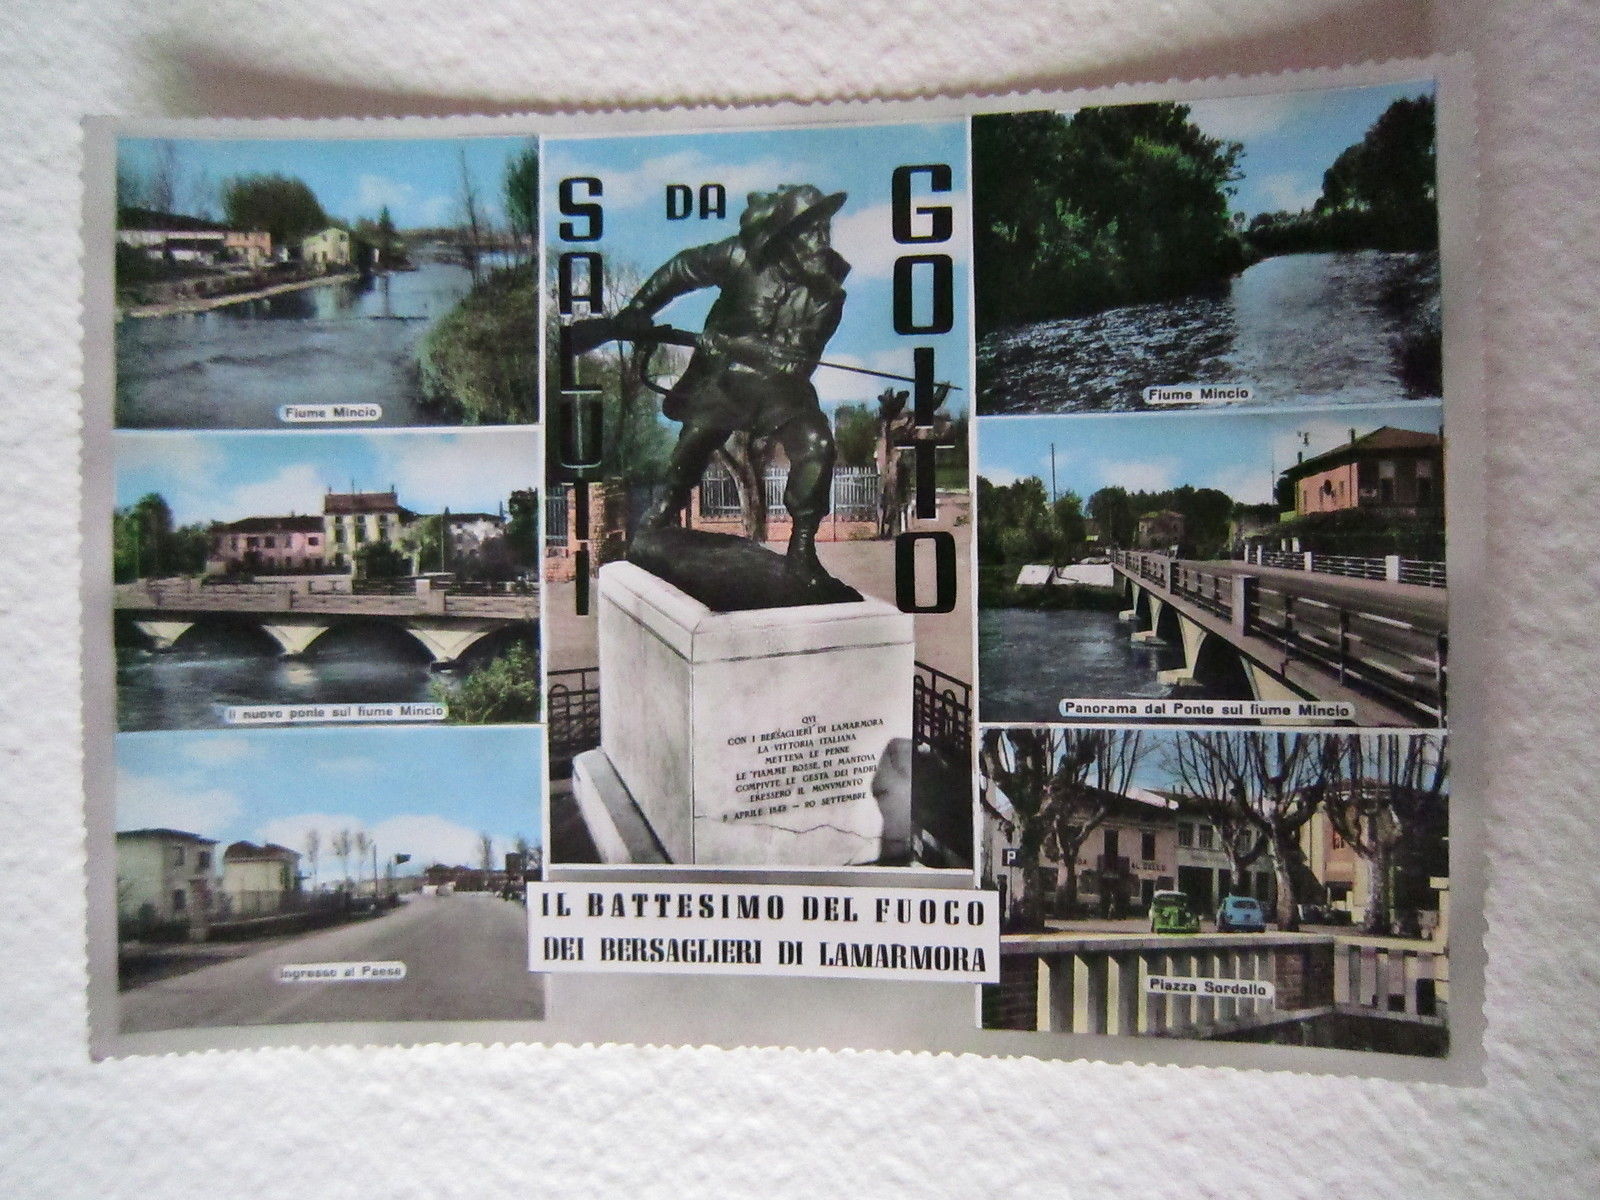 SALUTI
DA
GOITO
Fiume Mincio
Fiume Mincio
Il nuovo ponte sul fiume Mincio
Panorama dal Ponte sul fiume Mincio
QVI
CON I BERSAGLIERI DI LAMARMORA
LA VITTORIA ITALIANA
METTEVA LE PENNE
LE FIAMME ROSSE, DI MANTOVA
COMPIVTE LE GESTA DEI PADRI
ERESSERO IL MONVMENTO
8 APRILE 1848 - 20 SETTEMBRE
IL BATTESIMO DEL FUOCO
DEI BERSAGLIERI DI LAMARMORA
Ingresso al Paese
P
Piazza Sordello